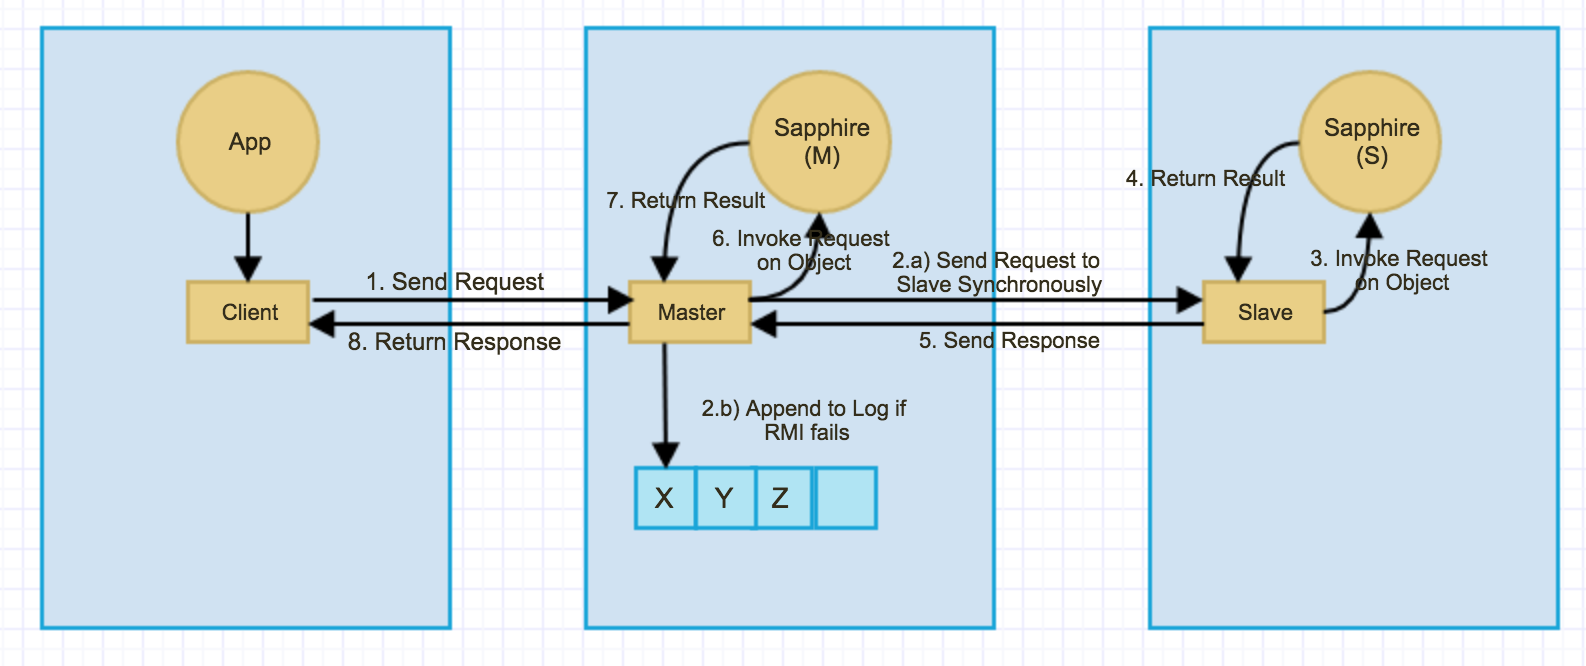 App
Sapphire
(M)
Sapphire
(S)
4. Return Result
7. Return Result
6. Invoke Request
on Object
2.a) Send Request to
Slave Synchronously
3. Invoke Request
on Object
1. Send Request
Client
Master
Slave
8. Return Response
5. Send Response
2.b) Append to Log if
RMI fails
X Y Z